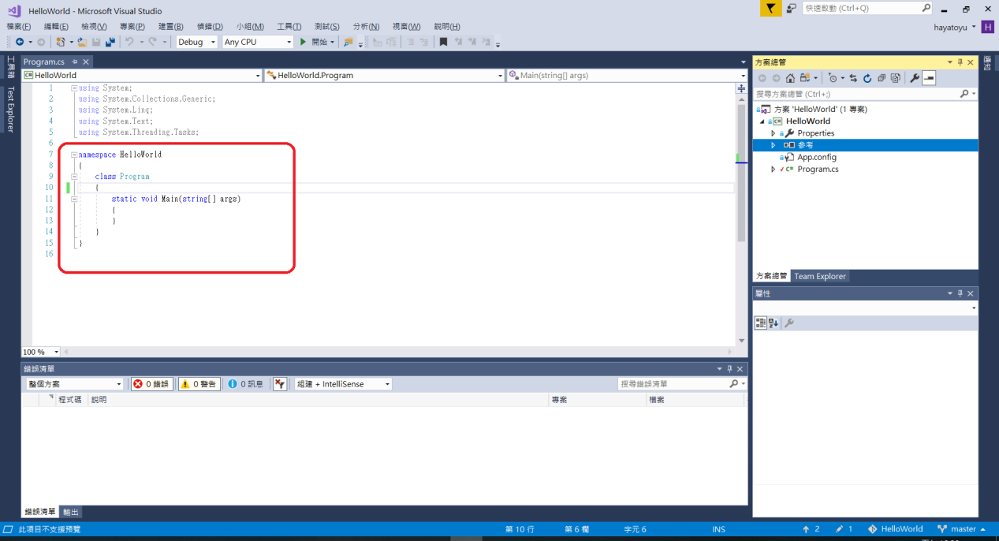 HelloWorld - Microsoft Visual Studio
快速啟動 (Ctrl+Q)
檔案(F) 編輯(E) 檢視(V) 專案(P) 建置(B) 偵錯(D) 小組(M) 工具(T) 測試(S) 分析(N) 視窗(W) 說明(H)
hayatoyu H
Debug Any CPU 開始
工具箱
Test Explorer
Program.cs
HelloWorld HelloWorld.Program Main(string[] args)
1 using System;
2 using System.Collections.Generic;
3 using System.Linq;
4 using System.Text;
5 using System.Threading.Tasks;
6
7 namespace HelloWorld
8 {
9 class Program
10 {
11 static void Main(string[] args)
12 {
13 }
14 }
15 }
16
100 %
方案總管
搜尋方案總管 (Ctrl+;)
方案 'HelloWorld' (1 專案)
HelloWorld
Properties
參考
App.config
Program.cs
方案總管 Team Explorer
屬性
通知
錯誤清單
整個方案 0 錯誤 0 警告 0 訊息 組建 + IntelliSense 搜尋錯誤清單
程式碼 說明 專案 檔案
錯誤清單 輸出
此項目不支援預覽 第 10 行 第 6 欄 字元 6 INS 2 1 HelloWorld master